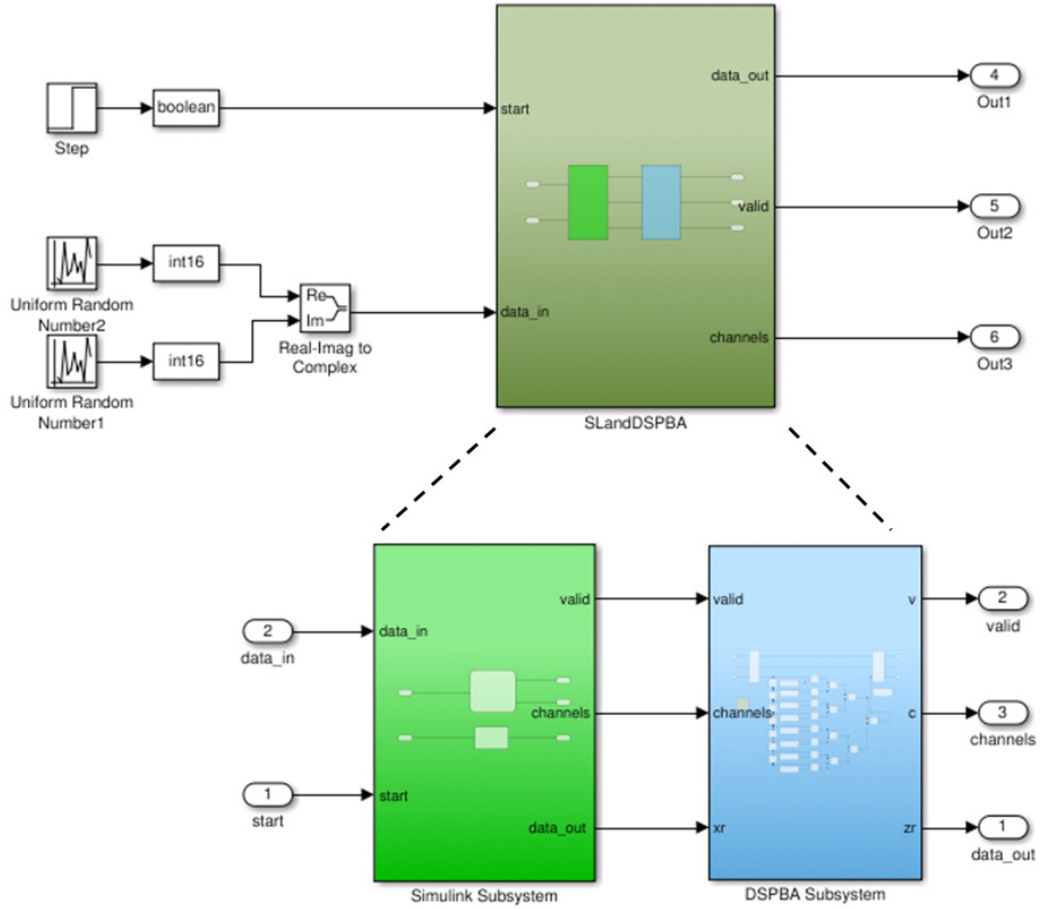 Step
boolean
start
data_out
4
Out1
valid
5
Out2
Uniform Random
Number2
int16
Re
Im
Real-Imag to
Complex
data_in
Uniform Random
Number1
int16
channels
6
Out3
SLandDSPBA
2
data_in
1
start
data_in
start
valid
channels
data_out
Simulink Subsystem
valid
channels
xr
v
c
zr
DSPBA Subsystem
2
valid
3
channels
1
data_out